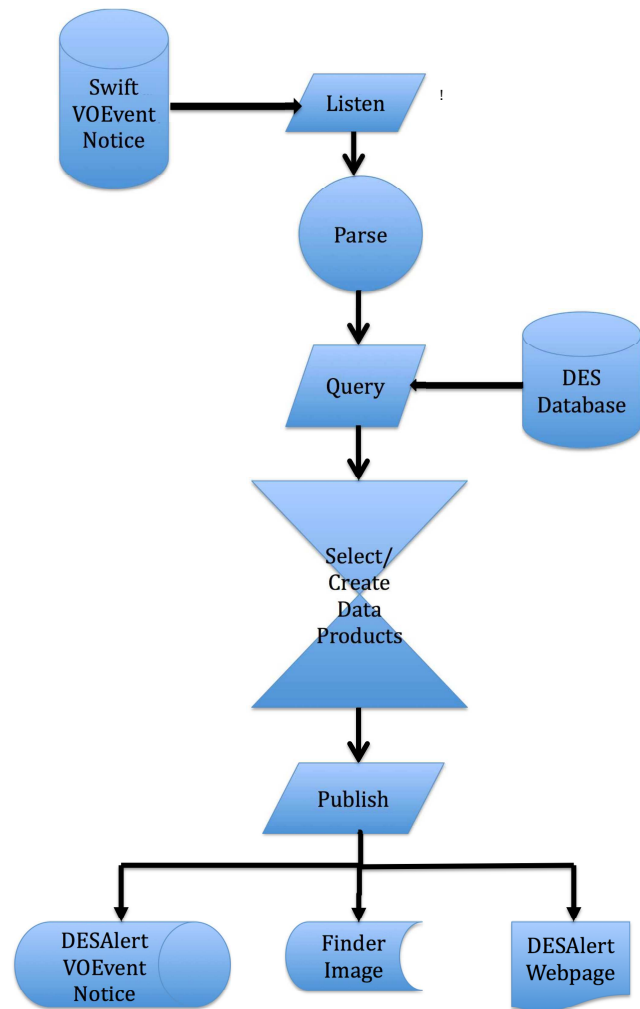 Swift
VOEvent
Notice
Listen
!
Parse
Query
DES
Database
Select/
Create
Data
Products
Publish
DESAlert
VOEvent
Notice
Finder
Image
DESAlert
Webpage